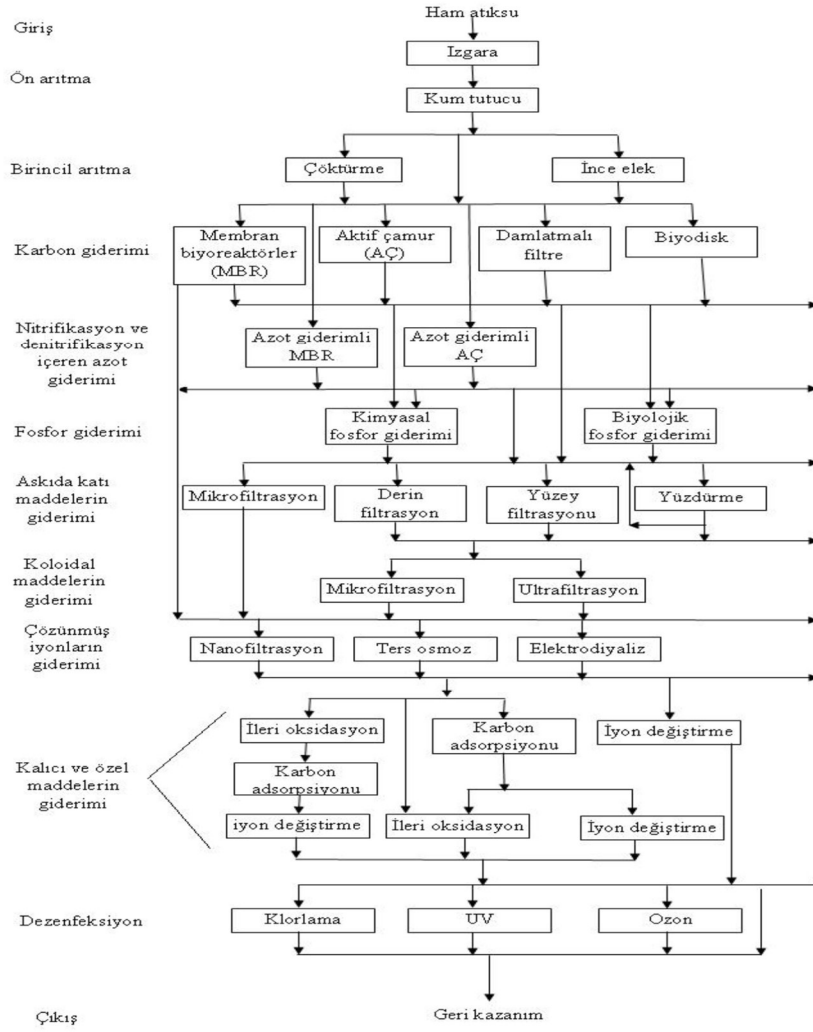 Giriş
Ham atıksu
Izgara
Ön arıtma
Kum tutucu
Birincil arıtma
Çöktürme
İnce elek
Karbon giderimi
Membran
biyoreaktörler
(MBR)
Aktif çamur
(AÇ)
Damlatmalı
filtre
Biyodisk
Nitrifikasyon ve
denitrifikasyon
içeren azot
giderimi
Azot giderimli
MBR
Azot giderimli
AÇ
Fosfor giderimi
Kimyasal
fosfor giderimi
Biyolojik
fosfor giderimi
Askıda katı
maddelerin
giderimi
Mikrofiltrasyon
Derin
filtrasyon
Yüzey
filtrasyonu
Yüzdürme
Koloidal
maddelerin
giderimi
Mikrofiltrasyon
Ultrafiltrasyon
Çözünmüş
iyonların
giderimi
Nanofiltrasyon
Ters osmoz
Elektrodiyaliz
Kalıcı ve özel
maddelerin
giderimi
İleri oksidasyon
Karbon
adsorpsiyonu
İyon değiştirme
Karbon
adsorpsiyonu
iyon değiştirme
İleri oksidasyon
İyon değiştirme
Dezenfeksiyon
Klorlama
UV
Ozon
Çıkış
Geri kazanım